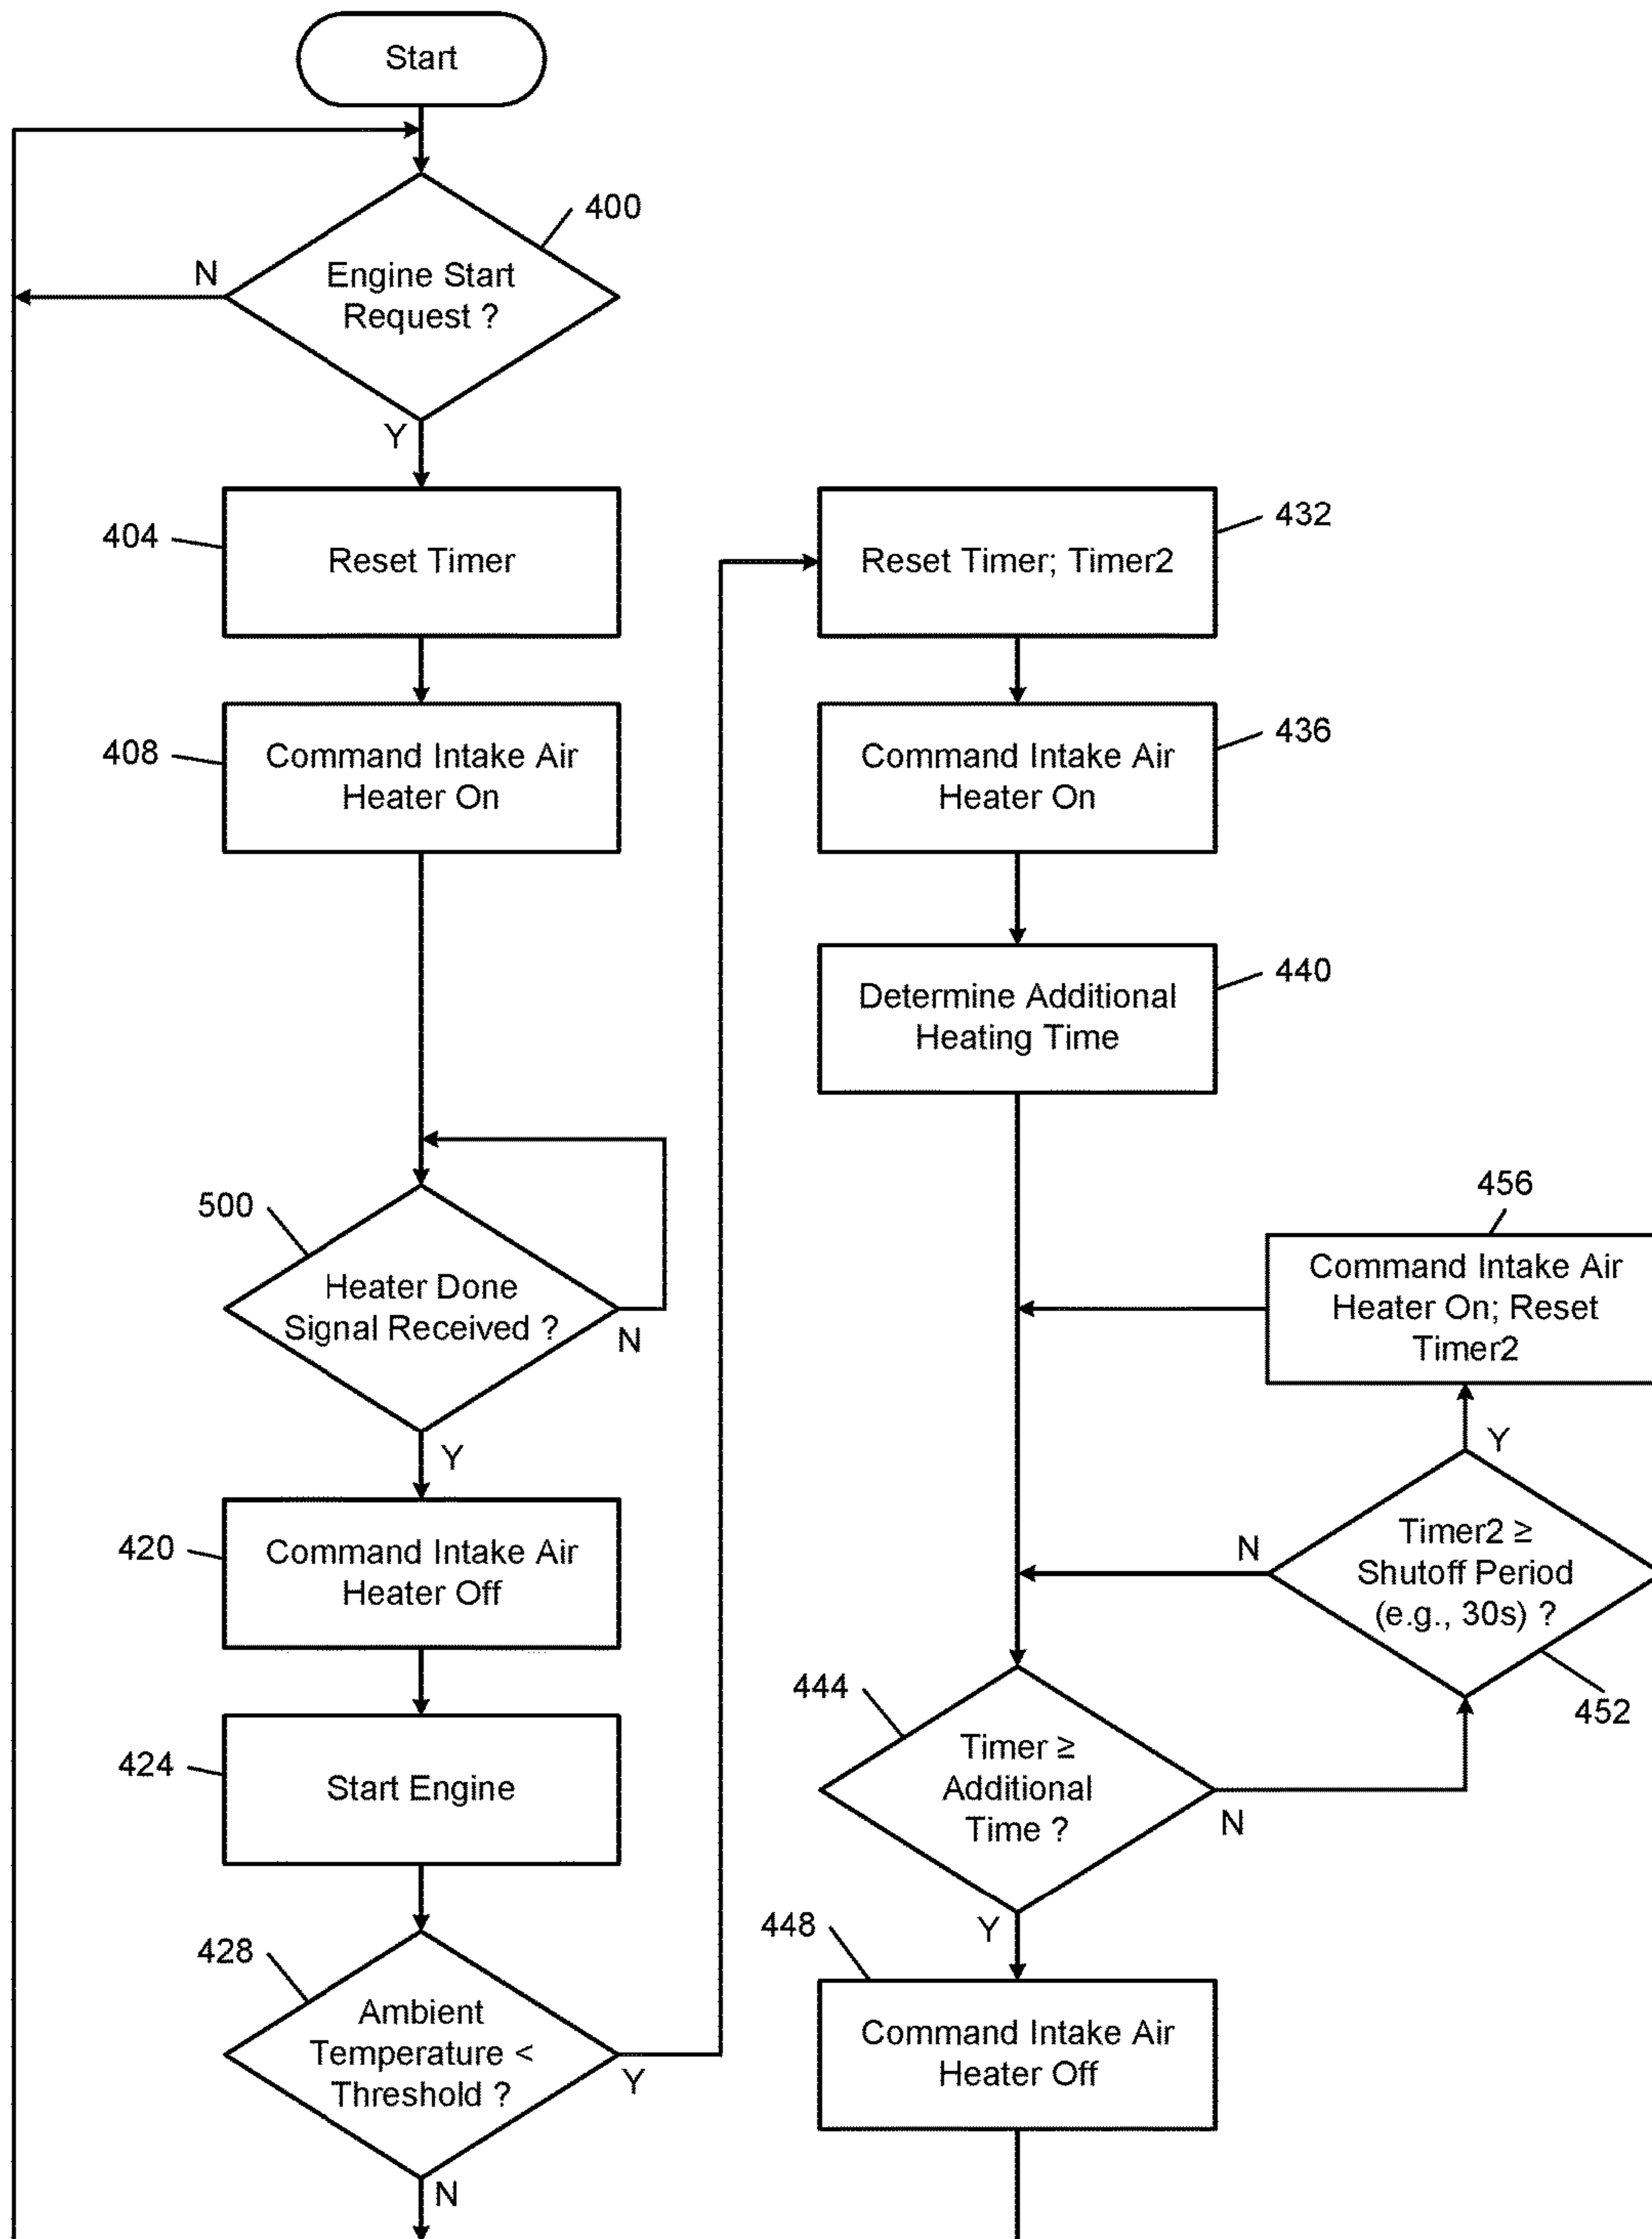 Start
400
Engine Start
Request ?
N
Y
404
Reset Timer
408
Command Intake Air
Heater On
500
Heater Done
Signal Received ?
N
Y
420
Command Intake Air
Heater Off
424
Start Engine
428
Ambient
Temperature <
Threshold ?
Y
N
432
Reset Timer; Timer2
436
Command Intake Air
Heater On
440
Determine Additional
Heating Time
456
Command Intake Air
Heater On; Reset
Timer2
Y
N
Timer2 ≥
Shutoff Period
(e.g., 30s) ?
452
444
Timer ≥
Additional
Time ?
N
Y
448
Command Intake Air
Heater Off